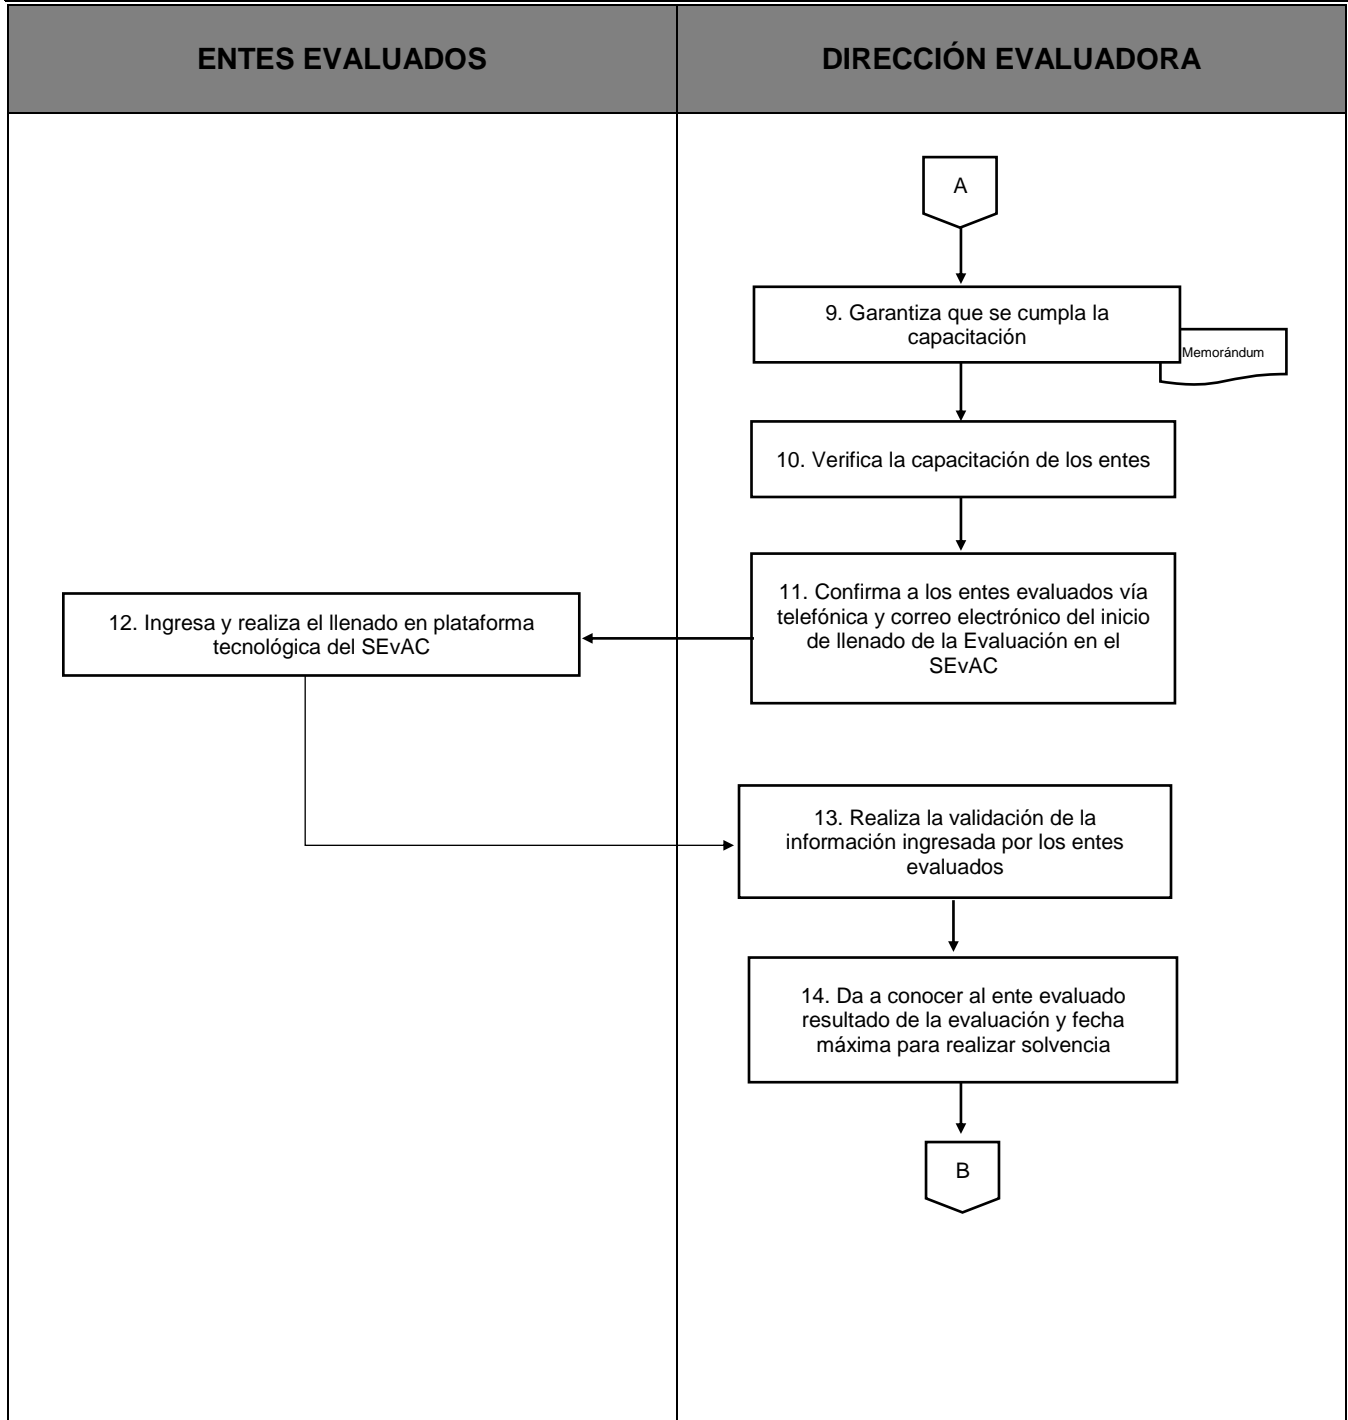 ENTES EVALUADOS
DIRECCIÓN EVALUADORA
A
9. Garantiza que se cumpla la
capacitación
Memorándum
10. Verifica la capacitación de los entes
11. Confirma a los entes evaluados vía
telefónica y correo electrónico del inicio
de llenado de la Evaluación en el
SEvAC
12. Ingresa y realiza el llenado en plataforma
tecnológica del SEvAC
13. Realiza la validación de la
información ingresada por los entes
evaluados
14. Da a conocer al ente evaluado
resultado de la evaluación y fecha
máxima para realizar solvencia
B